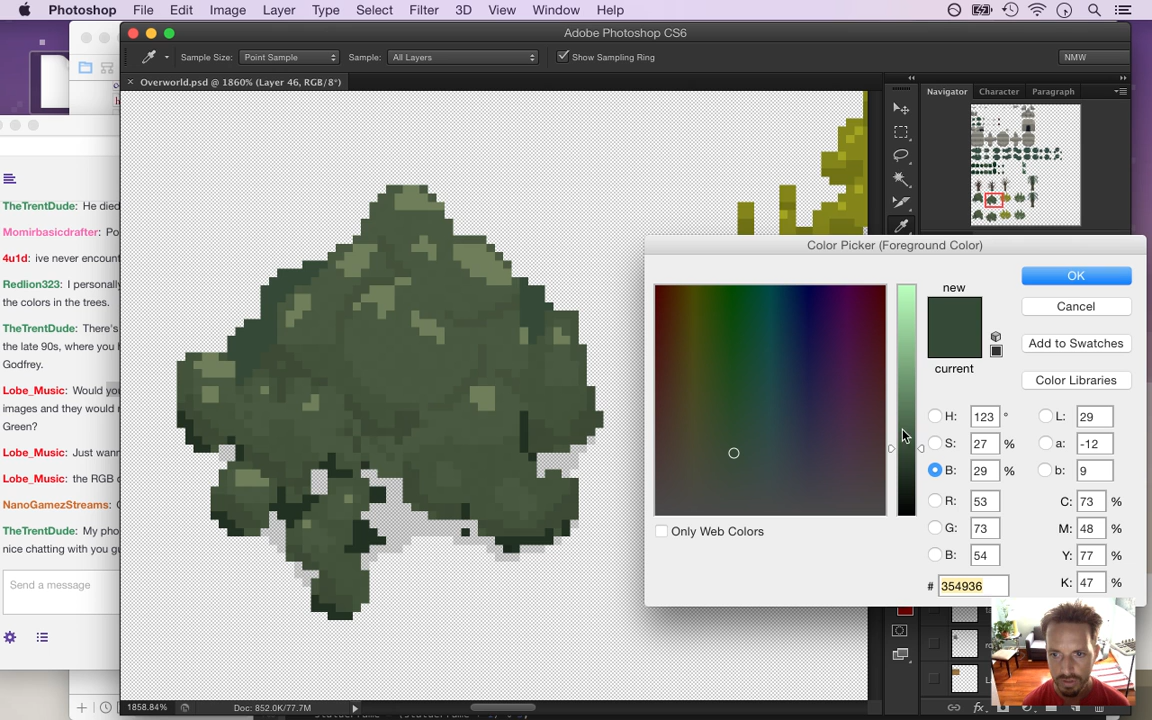 Photoshop File Edit Image Layer Type Select Filter 3D View Window Help
Adobe Photoshop CS6
Sample Size: Point Sample Sample: All Layers Show Sampling Ring NMW
Overworld.psd @ 1860% (Layer 46, RGB/8*)
Navigator Character Paragraph
TheTrentDude: He died
Momirbasicdrafter: Po
4u1d: ive never encount
Redlion323: I personally
the colors in the trees.
TheTrentDude: There's
the late 90s, where you h
Godfrey.
Lobe_Music: Would you
images and they would r
Green?
Lobe_Music: Just wann
Lobe_Music: the RGB c
NanoGamezStreams: C
TheTrentDude: My pho
nice chatting with you g
Send a message
Color Picker (Foreground Color)
new
current
OK
Cancel
Add to Swatches
Color Libraries
H: 123 ° L: 29
S: 27 % a: -12
B: 29 % b: 9
R: 53 C: 73 %
G: 73 M: 48 %
B: 54 Y: 77 %
# 354936 K: 47 %
Only Web Colors
1858.84% Doc: 852.0K/77.7M